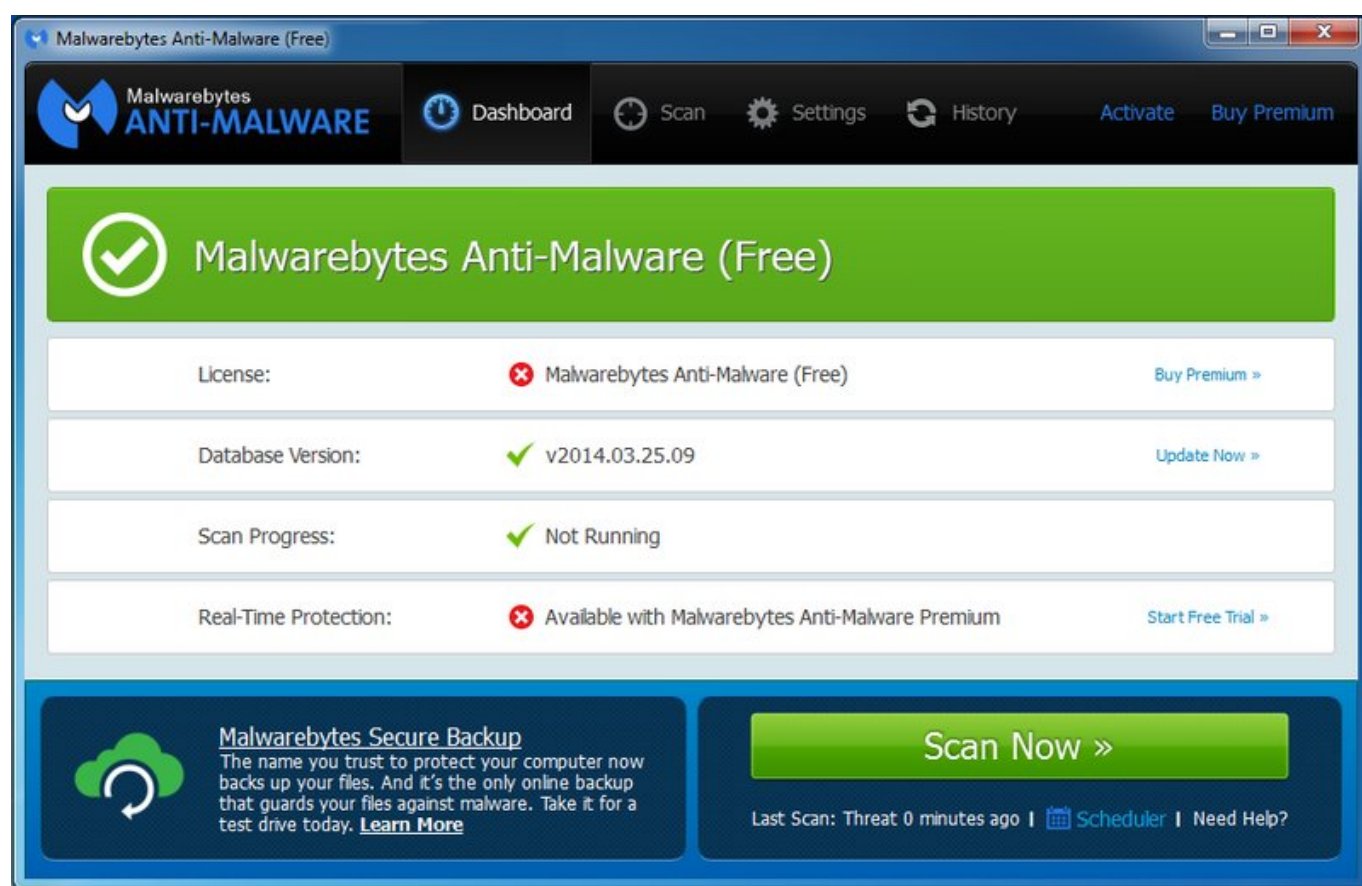 Malwarebytes Anti-Malware (Free)
Malwarebytes
ANTI-MALWARE
Dashboard
Scan
Settings
History
Activate
Buy Premium
Malwarebytes Anti-Malware (Free)
License: Malwarebytes Anti-Malware (Free) Buy Premium »
Database Version: v2014.03.25.09 Update Now »
Scan Progress: Not Running
Real-Time Protection: Available with Malwarebytes Anti-Malware Premium Start Free Trial »
Malwarebytes Secure Backup
The name you trust to protect your computer now
backs up your files. And it's the only online backup
that guards your files against malware. Take it for a
test drive today. Learn More
Scan Now »
Last Scan: Threat 0 minutes ago | Scheduler | Need Help?